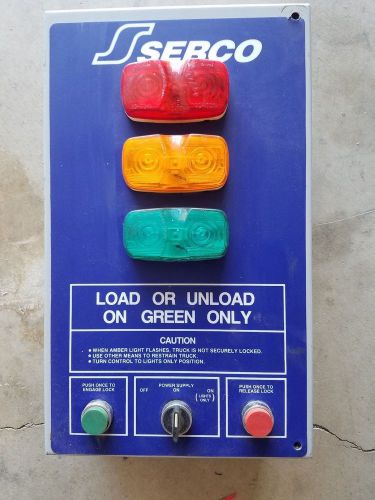 SERCO
LOAD OR UNLOAD
ON GREEN ONLY
CAUTION
• WHEN AMBER LIGHT FLASHES, TRUCK IS NOT SECURELY LOCKED.
• USE OTHER MEANS TO RESTRAIN TRUCK.
• TURN CONTROL TO LIGHTS ONLY POSITION.
PUSH ONCE TO
ENGAGE LOCK
POWER SUPPLY
OFF ON ON
(LIGHTS ONLY)
PUSH ONCE TO
RELEASE LOCK